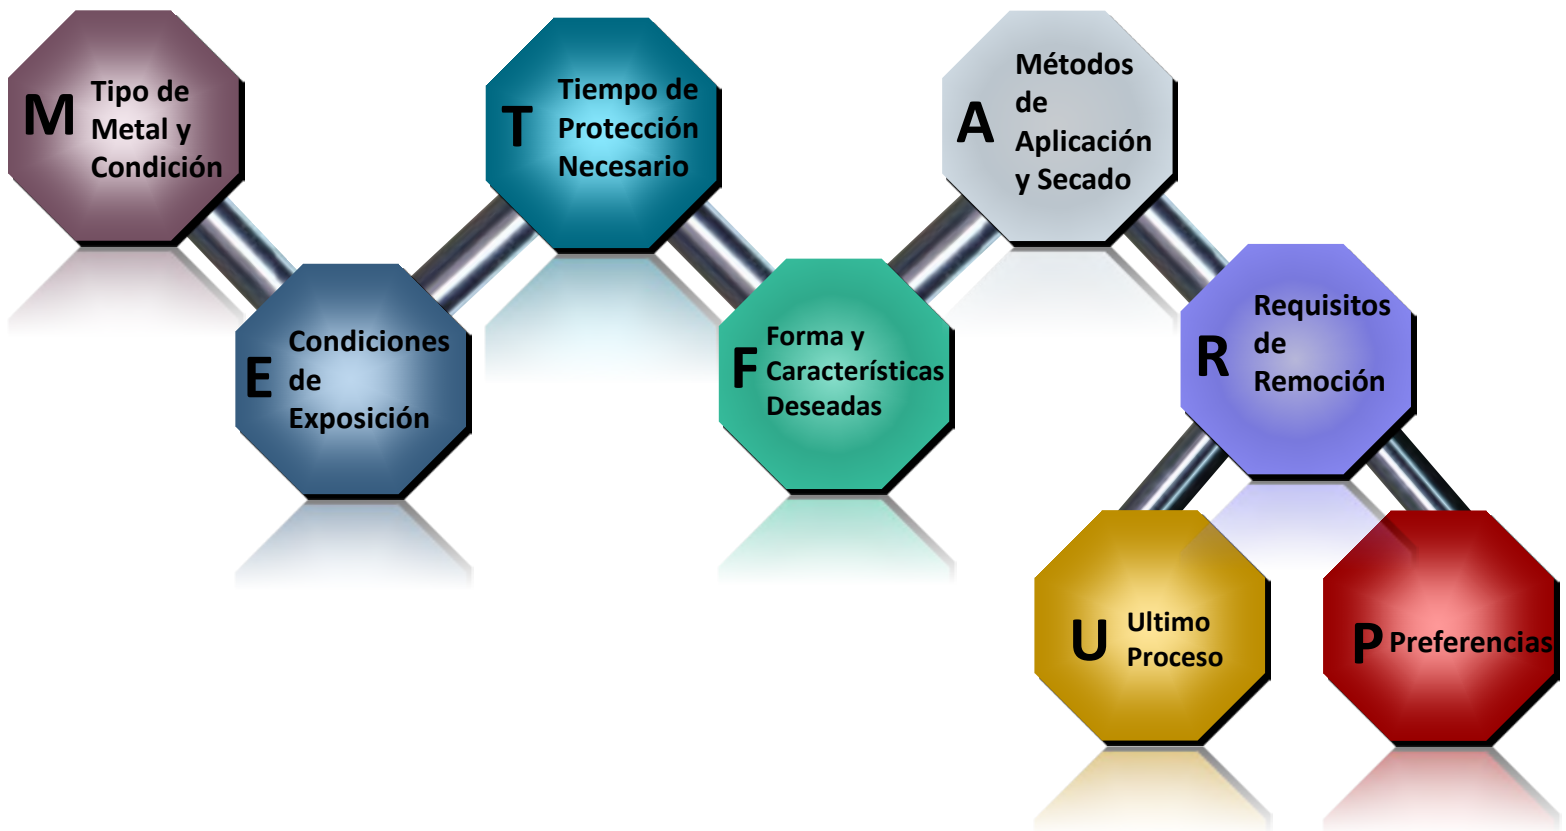 M
Tipo de
Metal y
Condición
E
Condiciones
de
Exposición
T
Tiempo de
Protección
Necesario
F
Forma y
Características
Deseadas
A
Métodos
de
Aplicación
y Secado
R
Requisitos
de
Remoción
U
Ultimo
Proceso
P
Preferencias